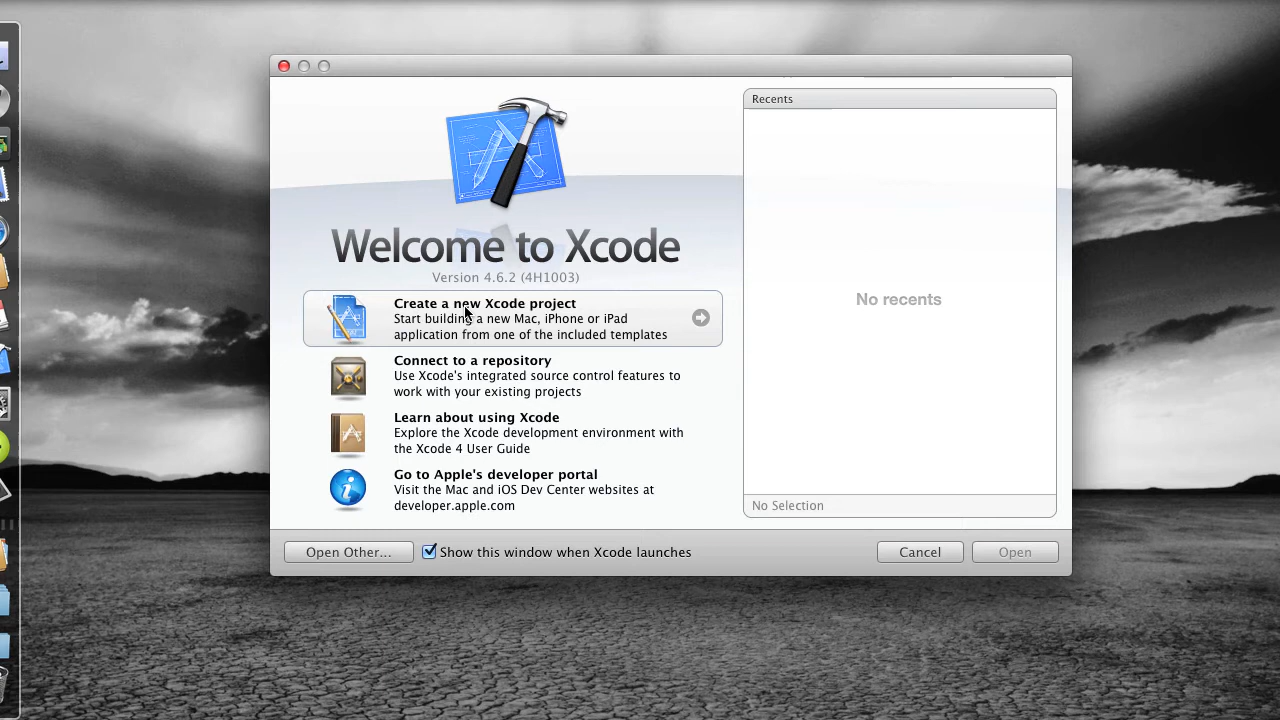 Welcome to Xcode
Version 4.6.2 (4H1003)
Create a new Xcode project
Start building a new Mac, iPhone or iPad
application from one of the included templates
Connect to a repository
Use Xcode's integrated source control features to
work with your existing projects
Learn about using Xcode
Explore the Xcode development environment with
the Xcode 4 User Guide
Go to Apple's developer portal
Visit the Mac and iOS Dev Center websites at
developer.apple.com
Recents
No recents
No Selection
Open Other...
Show this window when Xcode launches
Cancel
Open